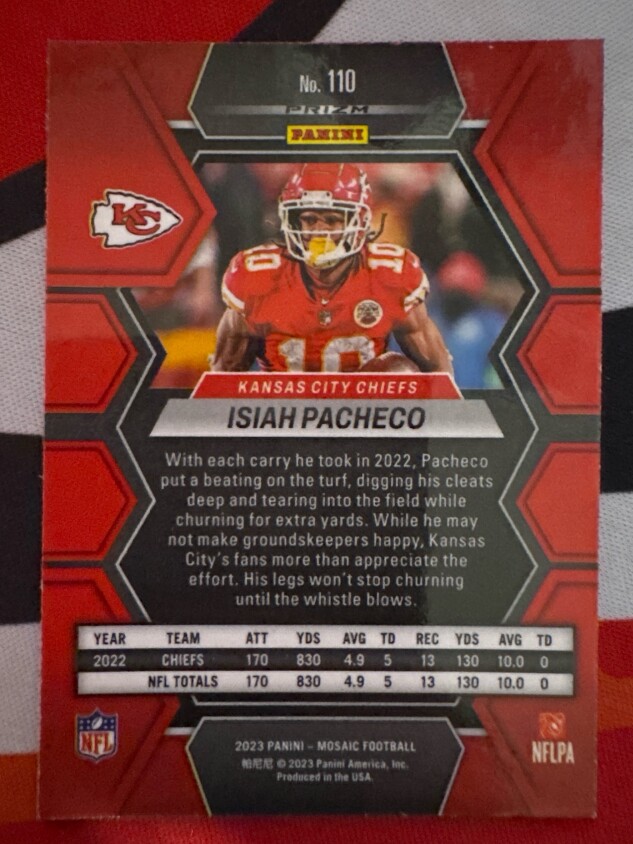 No. 110
PRIZM
PANINI
KC
10 10
10
KANSAS CITY CHIEFS
ISIAH PACHECO
With each carry he took in 2022, Pacheco
put a beating on the turf, digging his cleats
deep and tearing into the field while
churning for extra yards. While he may
not make groundskeepers happy, Kansas
City's fans more than appreciate the
effort. His legs won't stop churning
until the whistle blows.
YEAR TEAM ATT YDS AVG TD REC YDS AVG TD
2022 CHIEFS 170 830 4.9 5 13 130 10.0 0
NFL TOTALS 170 830 4.9 5 13 130 10.0 0
NFL
NFLPA
2023 PANINI – MOSAIC FOOTBALL
帕尼尼 © 2023 Panini America, Inc.
Produced in the USA.